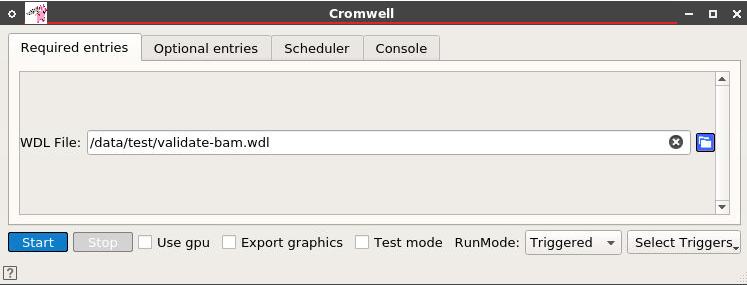 Cromwell
Required entries Optional entries Scheduler Console
WDL File: /data/test/validate-bam.wdl
Start Stop Use gpu Export graphics Test mode RunMode: Triggered Select Triggers
?